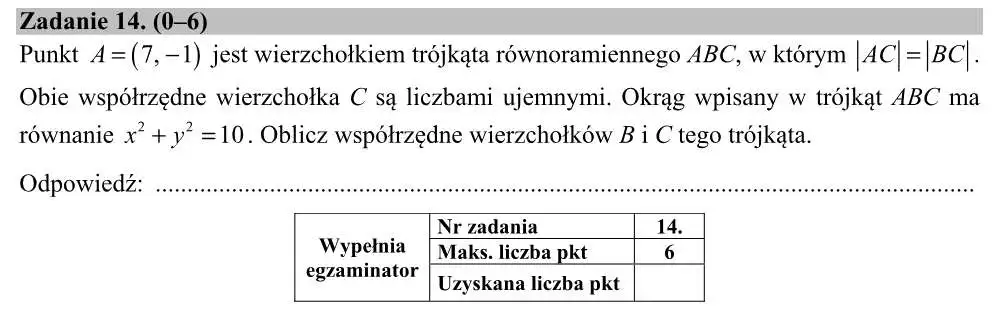 Zadanie 14. (0–6)
Punkt A = (7, −1) jest wierzchołkiem trójkąta równoramiennego ABC, w którym |AC| = |BC|.
Obie współrzędne wierzchołka C są liczbami ujemnymi. Okrąg wpisany w trójkąt ABC ma
równanie x² + y² = 10. Oblicz współrzędne wierzchołków B i C tego trójkąta.
Odpowiedź: ....................................................................................................................................
Wypełnia
egzaminator
Nr zadania 14.
Maks. liczba pkt 6
Uzyskana liczba pkt